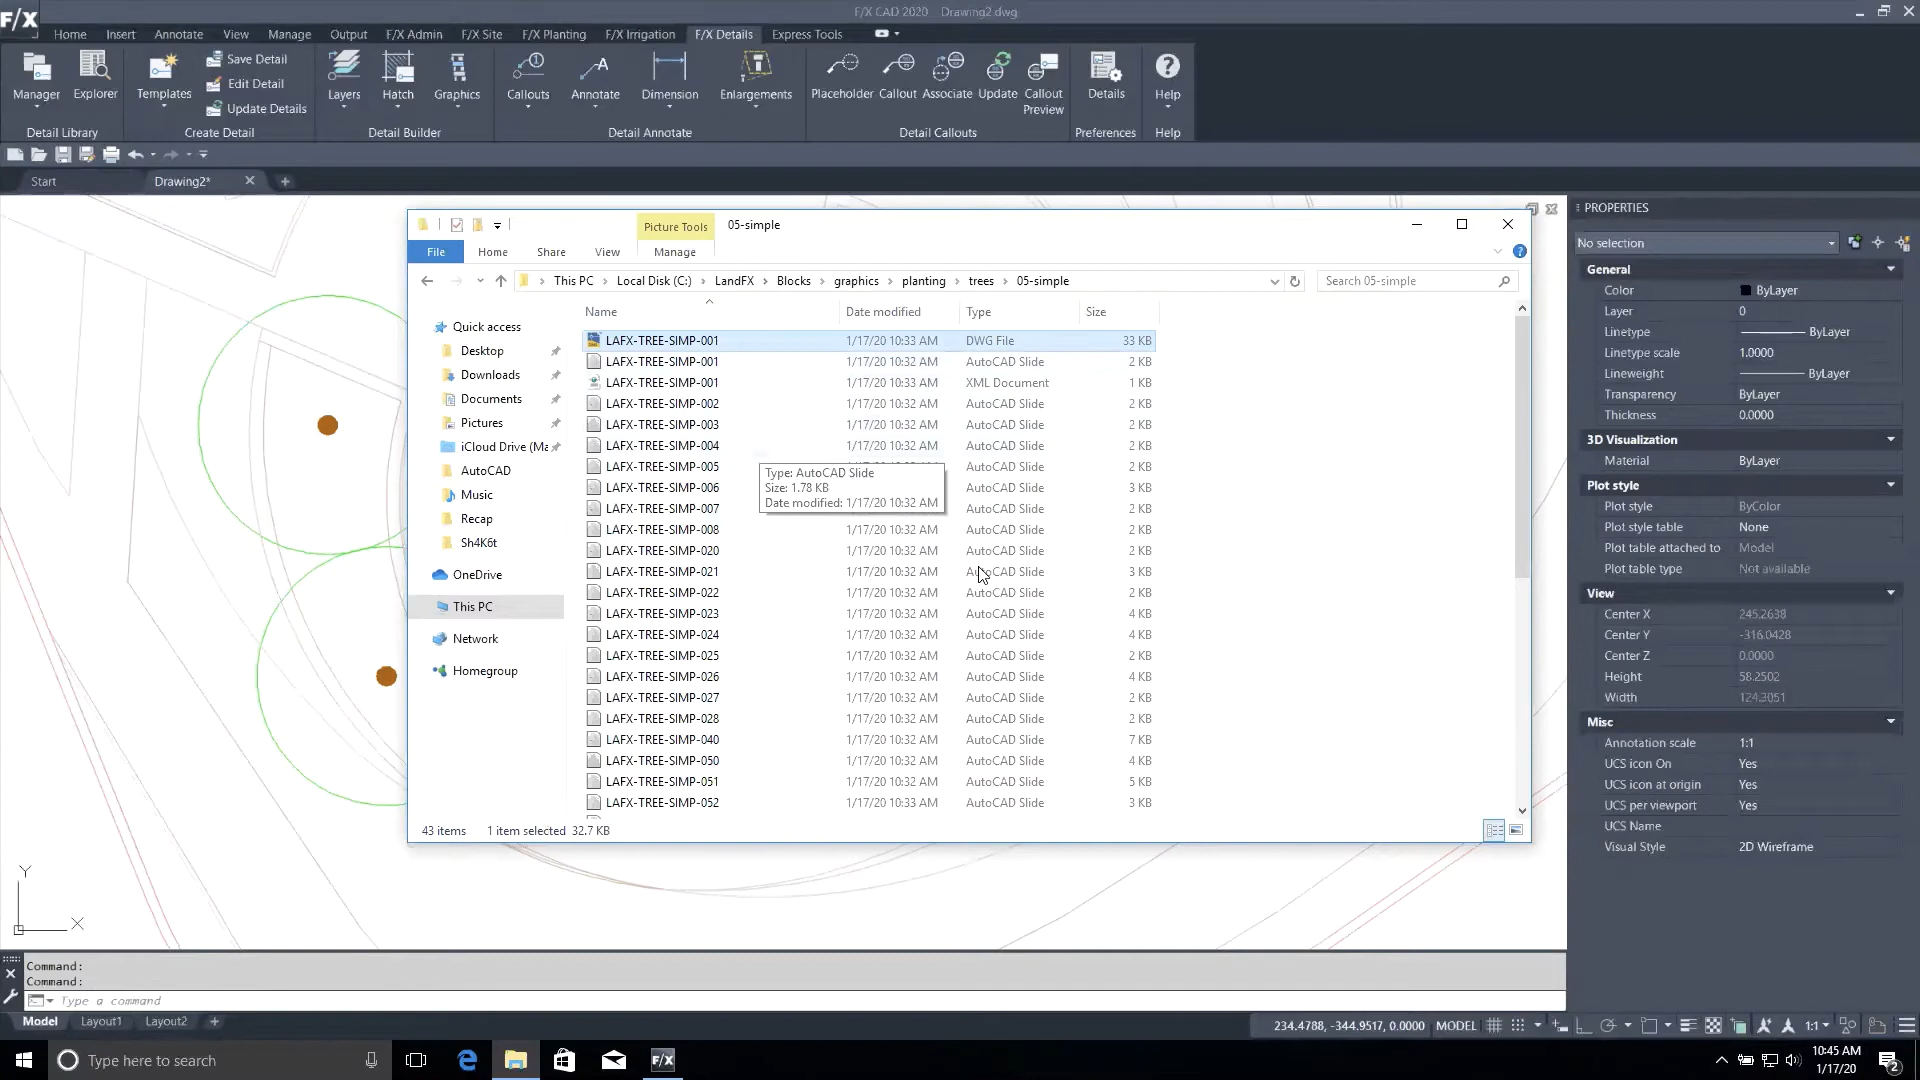 F/X
F/X CAD 2020 Drawing2.dwg
Home Insert Annotate View Manage Output F/X Admin F/X Site F/X Planting F/X Irrigation F/X Details Express Tools
Manager Explorer Templates Save Detail Edit Detail Update Details Layers Hatch Graphics Callouts Annotate Dimension Enlargements Placeholder Callout Associate Update Callout Preview Details Help
Detail Library Create Detail Detail Builder Detail Annotate Detail Callouts Preferences Help
Start Drawing2*
Picture Tools 05-simple
File Home Share View Manage
This PC Local Disk (C:) LandFX Blocks graphics planting trees 05-simple Search 05-simple
Name Date modified Type Size
Quick access
Desktop
Downloads
Documents
Pictures
iCloud Drive (Ma
AutoCAD
Music
Recap
Sh4K6t
OneDrive
This PC
Network
Homegroup
LAFX-TREE-SIMP-001 1/17/20 10:33 AM DWG File 33 KB
LAFX-TREE-SIMP-001 1/17/20 10:32 AM AutoCAD Slide 2 KB
LAFX-TREE-SIMP-001 1/17/20 10:33 AM XML Document 1 KB
LAFX-TREE-SIMP-002 1/17/20 10:32 AM AutoCAD Slide 2 KB
LAFX-TREE-SIMP-003 1/17/20 10:32 AM AutoCAD Slide 2 KB
LAFX-TREE-SIMP-004 1/17/20 10:32 AM AutoCAD Slide 2 KB
LAFX-TREE-SIMP-005 AutoCAD Slide 2 KB
LAFX-TREE-SIMP-006 AutoCAD Slide 3 KB
LAFX-TREE-SIMP-007 AutoCAD Slide 2 KB
Type: AutoCAD Slide
Size: 1.78 KB
Date modified: 1/17/20 10:32 AM
LAFX-TREE-SIMP-008 1/17/20 10:32 AM AutoCAD Slide 2 KB
LAFX-TREE-SIMP-020 1/17/20 10:32 AM AutoCAD Slide 2 KB
LAFX-TREE-SIMP-021 1/17/20 10:32 AM AutoCAD Slide 3 KB
LAFX-TREE-SIMP-022 1/17/20 10:32 AM AutoCAD Slide 2 KB
LAFX-TREE-SIMP-023 1/17/20 10:32 AM AutoCAD Slide 4 KB
LAFX-TREE-SIMP-024 1/17/20 10:32 AM AutoCAD Slide 4 KB
LAFX-TREE-SIMP-025 1/17/20 10:32 AM AutoCAD Slide 2 KB
LAFX-TREE-SIMP-026 1/17/20 10:32 AM AutoCAD Slide 4 KB
LAFX-TREE-SIMP-027 1/17/20 10:32 AM AutoCAD Slide 2 KB
LAFX-TREE-SIMP-028 1/17/20 10:32 AM AutoCAD Slide 2 KB
LAFX-TREE-SIMP-040 1/17/20 10:32 AM AutoCAD Slide 7 KB
LAFX-TREE-SIMP-050 1/17/20 10:32 AM AutoCAD Slide 4 KB
LAFX-TREE-SIMP-051 1/17/20 10:32 AM AutoCAD Slide 5 KB
LAFX-TREE-SIMP-052 1/17/20 10:33 AM AutoCAD Slide 3 KB
43 items 1 item selected 32.7 KB
PROPERTIES
No selection
General
Color ByLayer
Layer 0
Linetype ByLayer
Linetype scale 1.0000
Lineweight ByLayer
Transparency ByLayer
Thickness 0.0000
3D Visualization
Material ByLayer
Plot style
Plot style ByColor
Plot style table None
Plot table attached to Model
Plot table type Not available
View
Center X 245.2638
Center Y -316.0428
Center Z 0.0000
Height 58.2502
Width 124.3051
Misc
Annotation scale 1:1
UCS icon On Yes
UCS icon at origin Yes
UCS per viewport Yes
UCS Name
Visual Style 2D Wireframe
Y
X
Command:
Command:
Type a command
Model Layout1 Layout2
234.4788, -344.9517, 0.0000 MODEL 1:1
Type here to search F/X
10:45 AM
1/17/20
2